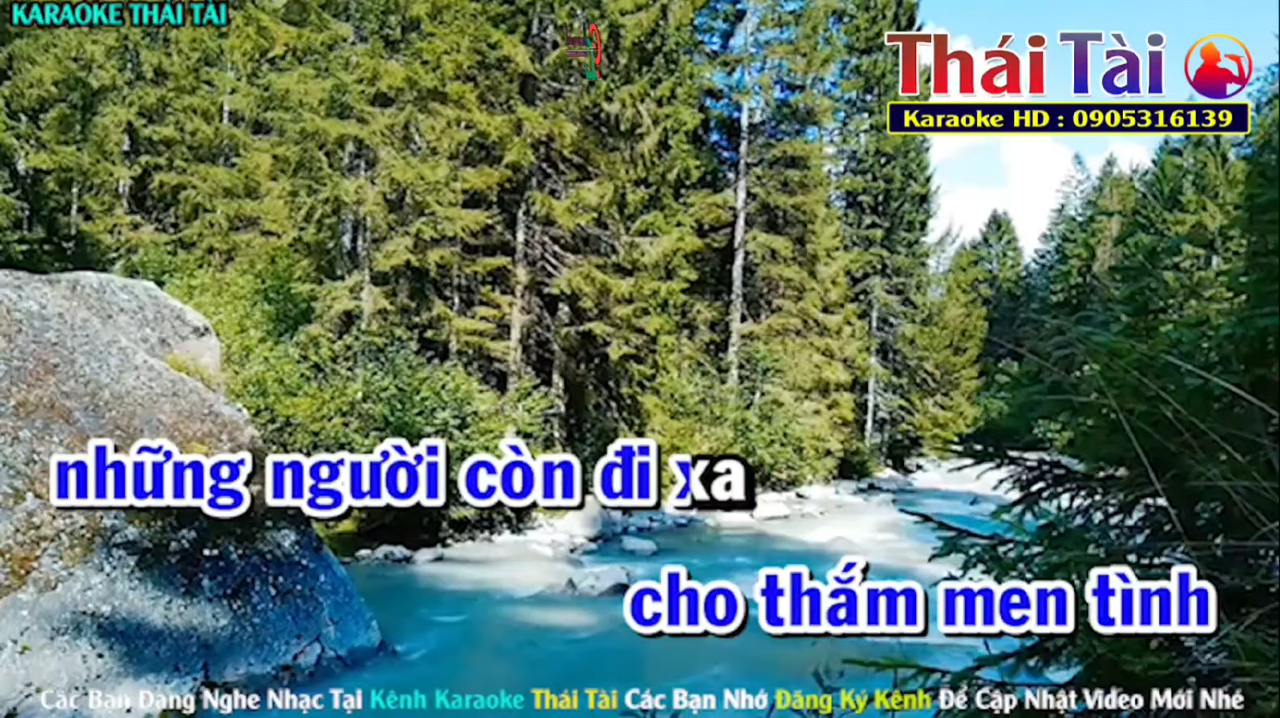 KARAOKE THÁI TÀI
Thái Tài
Karaoke HD : 0905316139
những người còn đi xa
cho thắm men tình
Các Bạn Đang Nghe Nhạc Tại Kênh Karaoke Thái Tài Các Bạn Nhớ Đăng Ký Kênh Để Cập Nhật Video Mới Nhé